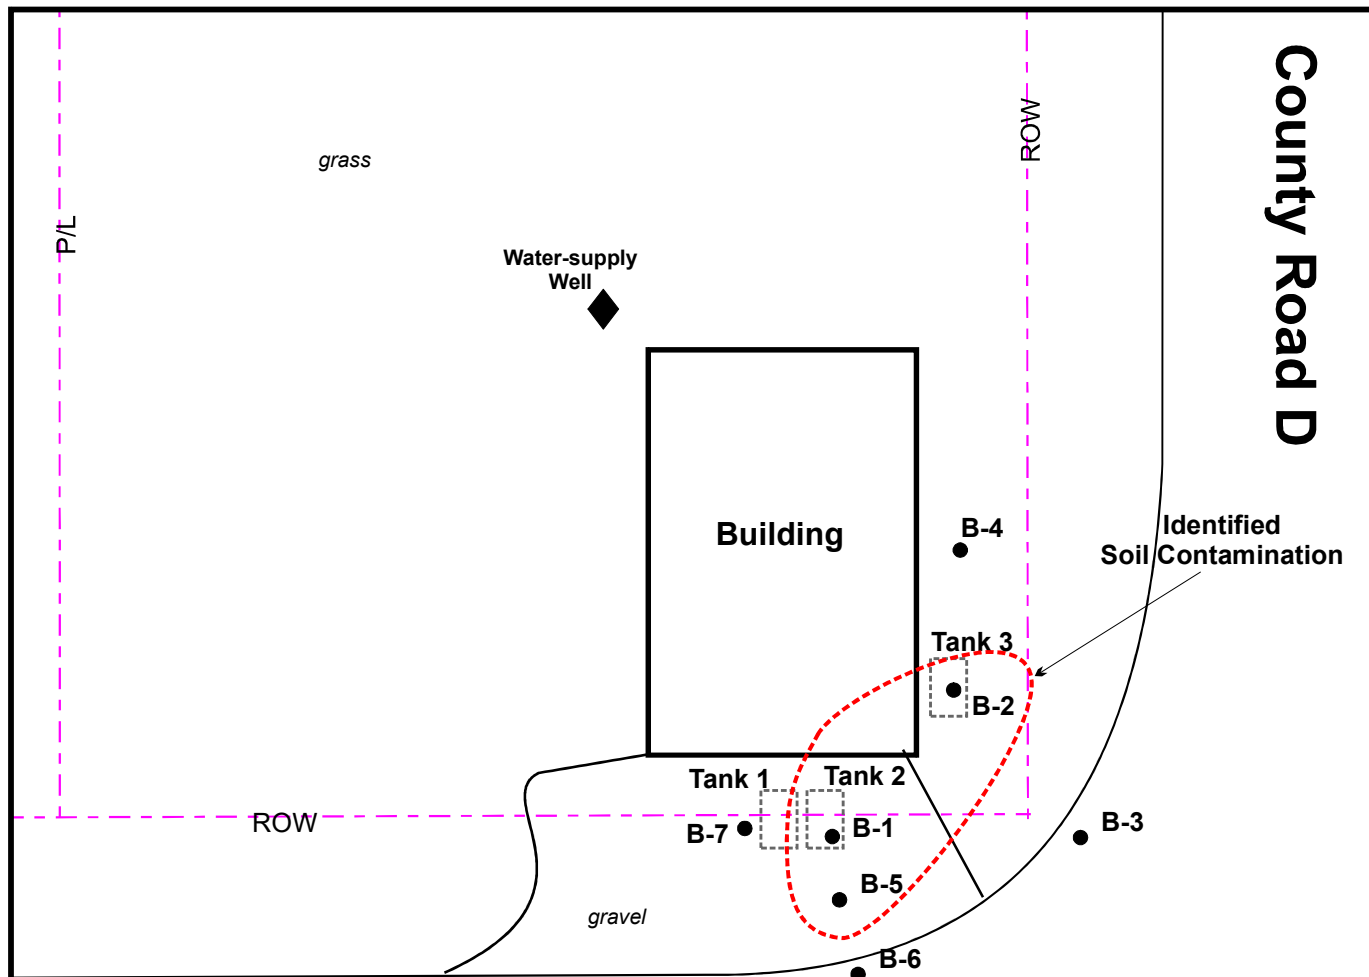 County Road D
ROW
grass
P/L
Water-supply
Well
Building
B-4
Identified
Soil Contamination
Tank 3
B-2
Tank 1
Tank 2
ROW
B-7
B-1
B-3
B-5
gravel
B-6